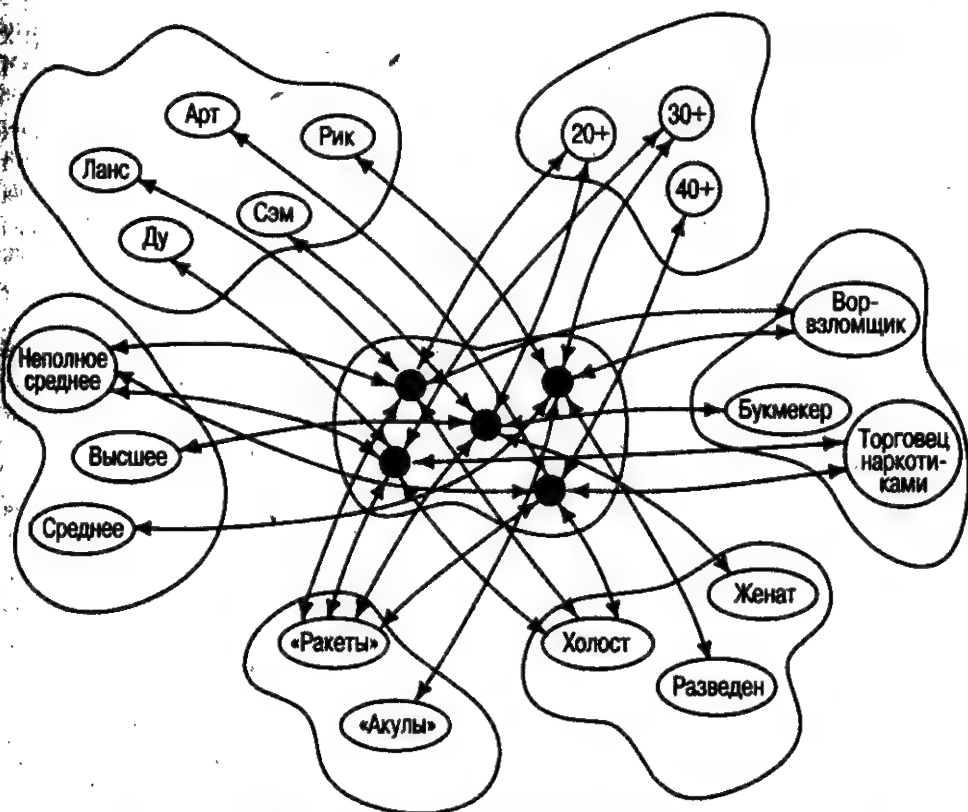 Арт
Рик
Ланс
Сэм
Ду
20+
30+
40+
Вор-
взломщик
Букмекер
Торговец
наркоти-
ками
Неполное
среднее
Высшее
Среднее
«Ракеты»
«Акулы»
Холост
Женат
Разведен